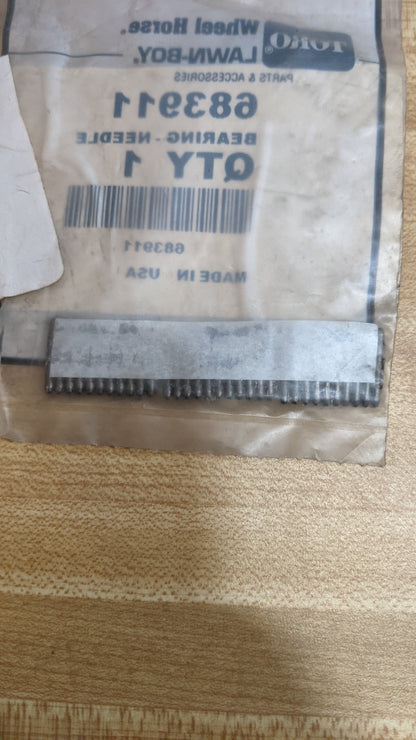 Wheel Horse.
LAWN-BOY.
TORO®
PARTS & ACCESSORIES
683911
BEARING - NEEDLE
QTY 1
683911
MADE IN USA